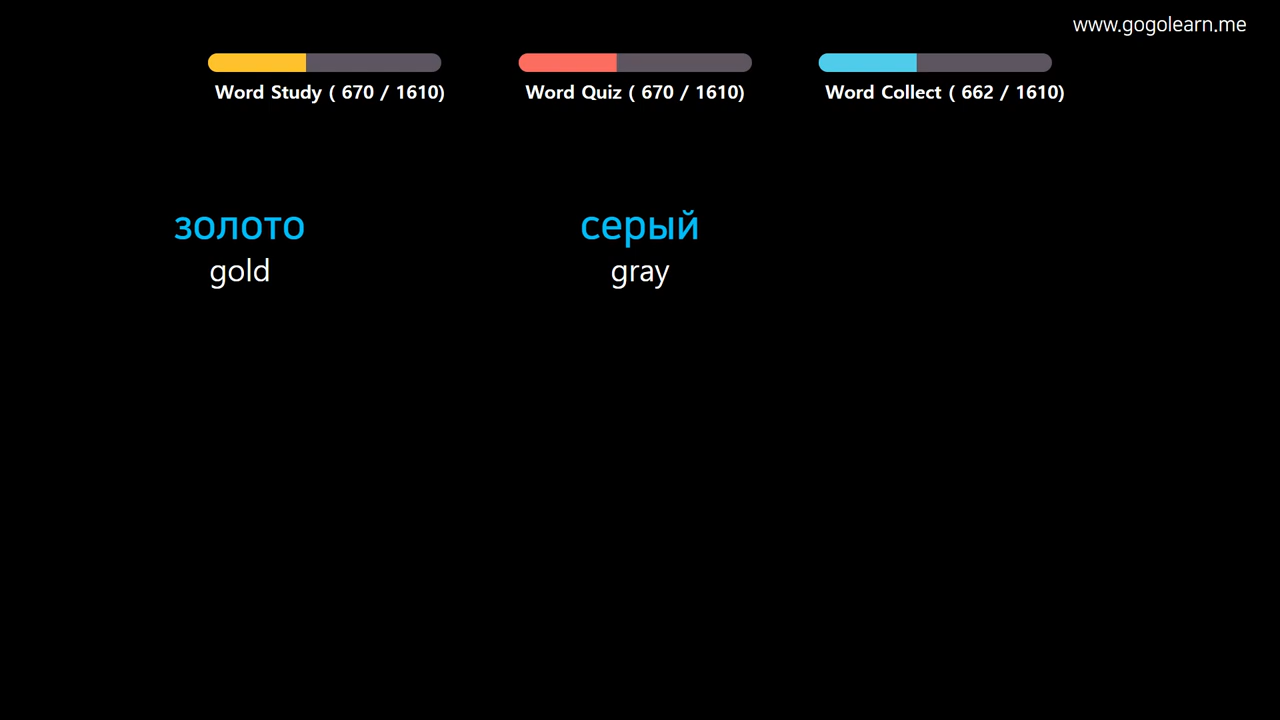 www.gogolearn.me
Word Study ( 670 / 1610)
Word Quiz ( 670 / 1610)
Word Collect ( 662 / 1610)
золото
gold
серый
gray